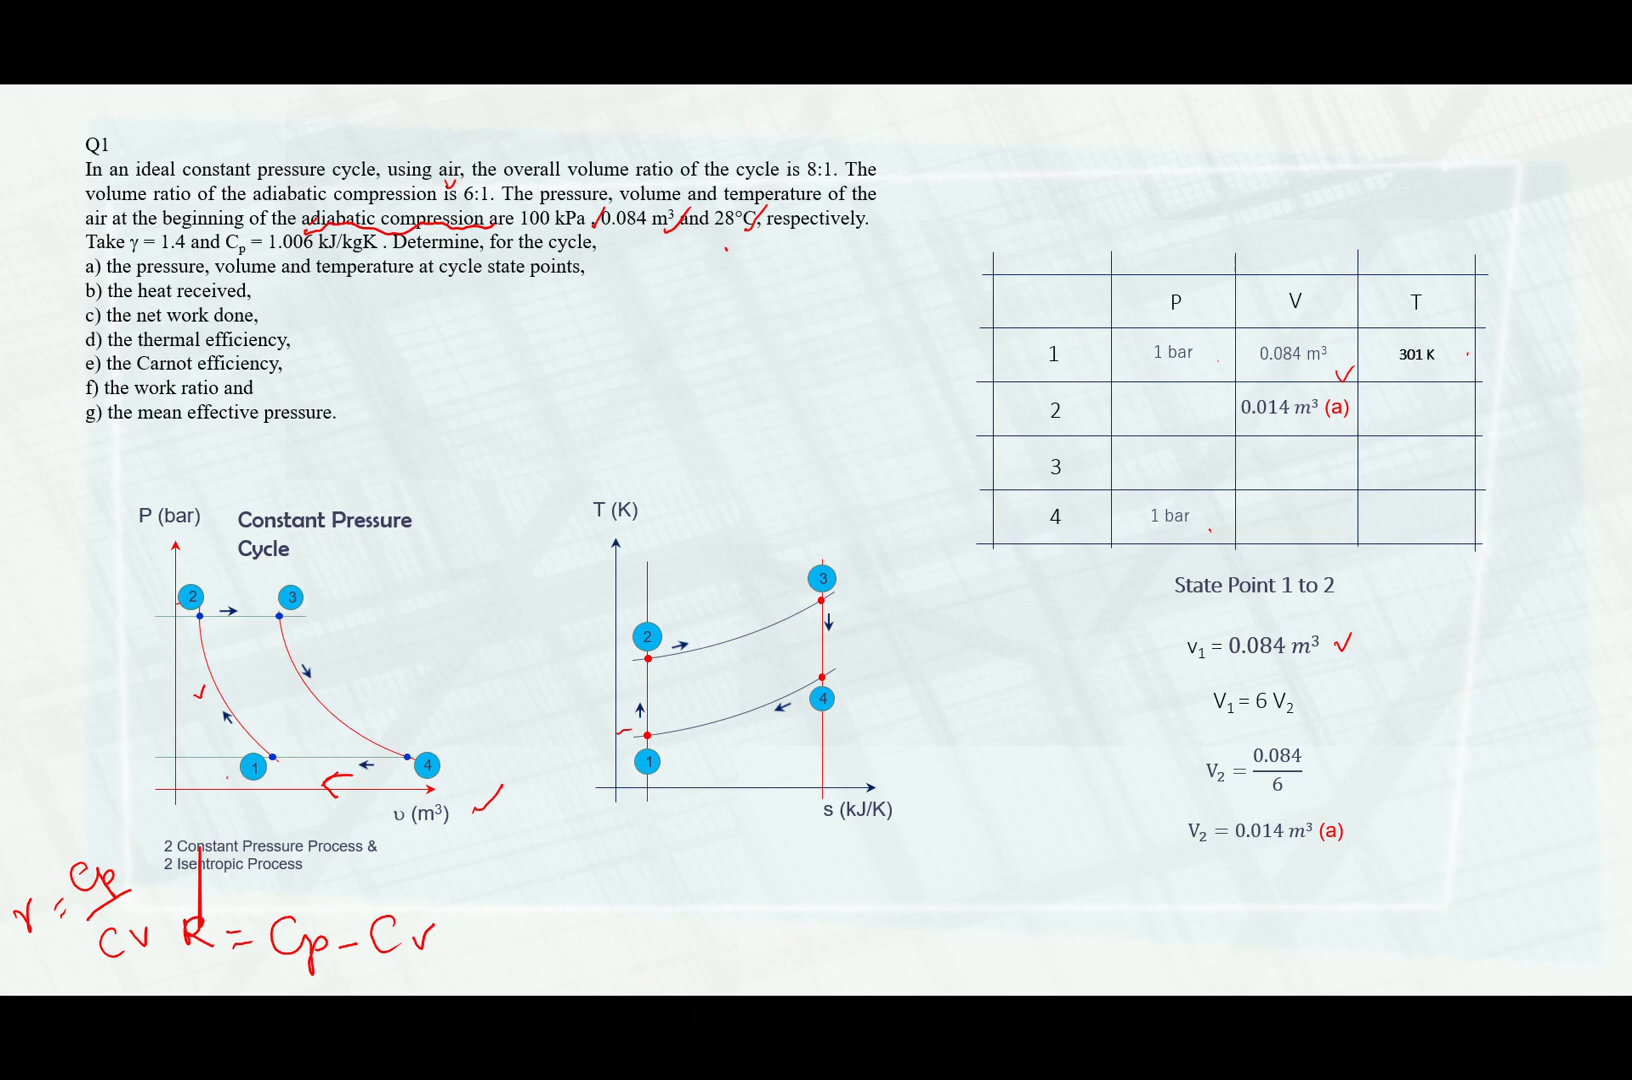 Q1
In an ideal constant pressure cycle, using air, the overall volume ratio of the cycle is 8:1. The
volume ratio of the adiabatic compression is 6:1. The pressure, volume and temperature of the
air at the beginning of the adiabatic compression are 100 kPa , 0.084 m³ and 28°C, respectively.
Take γ = 1.4 and Cp = 1.006 kJ/kgK . Determine, for the cycle,
a) the pressure, volume and temperature at cycle state points,
b) the heat received,
c) the net work done,
d) the thermal efficiency,
e) the Carnot efficiency,
f) the work ratio and
g) the mean effective pressure.
P V T
1 1 bar 0.084 m³ 301 K
2 0.014 m³ (a)
3
4 1 bar
P (bar)
Constant Pressure
Cycle
2 3
1 4
υ (m³)
2 Constant Pressure Process &
2 Isentropic Process
T (K)
3
2
4
1
s (kJ/K)
State Point 1 to 2
v₁ = 0.084 m³
V₁ = 6 V₂
V₂ = 0.084/6
V₂ = 0.014 m³ (a)
γ = Cp/Cv
R = Cp - Cv